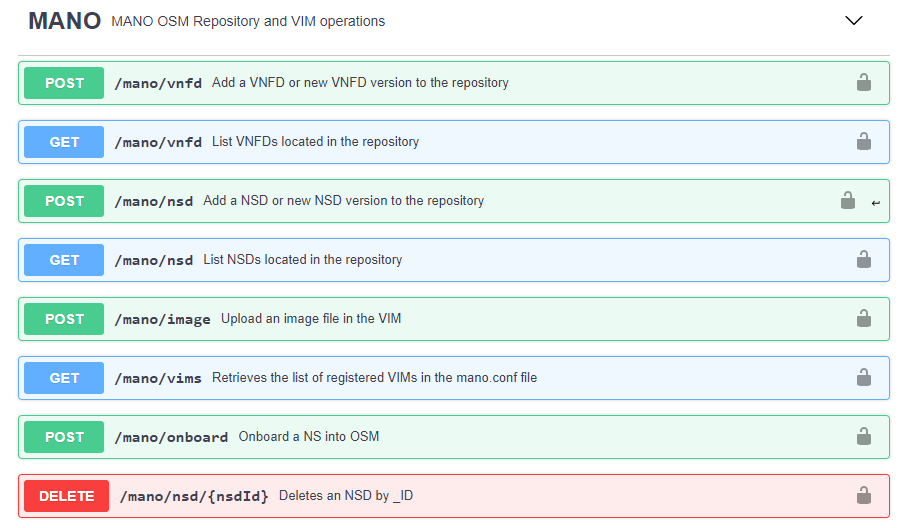 MANO MANO OSM Repository and VIM operations
POST /mano/vnfd Add a VNFD or new VNFD version to the repository
GET /mano/vnfd List VNFDs located in the repository
POST /mano/nsd Add a NSD or new NSD version to the repository
GET /mano/nsd List NSDs located in the repository
POST /mano/image Upload an image file in the VIM
GET /mano/vims Retrieves the list of registered VIMs in the mano.conf file
POST /mano/onboard Onboard a NS into OSM
DELETE /mano/nsd/{nsdId} Deletes an NSD by _ID